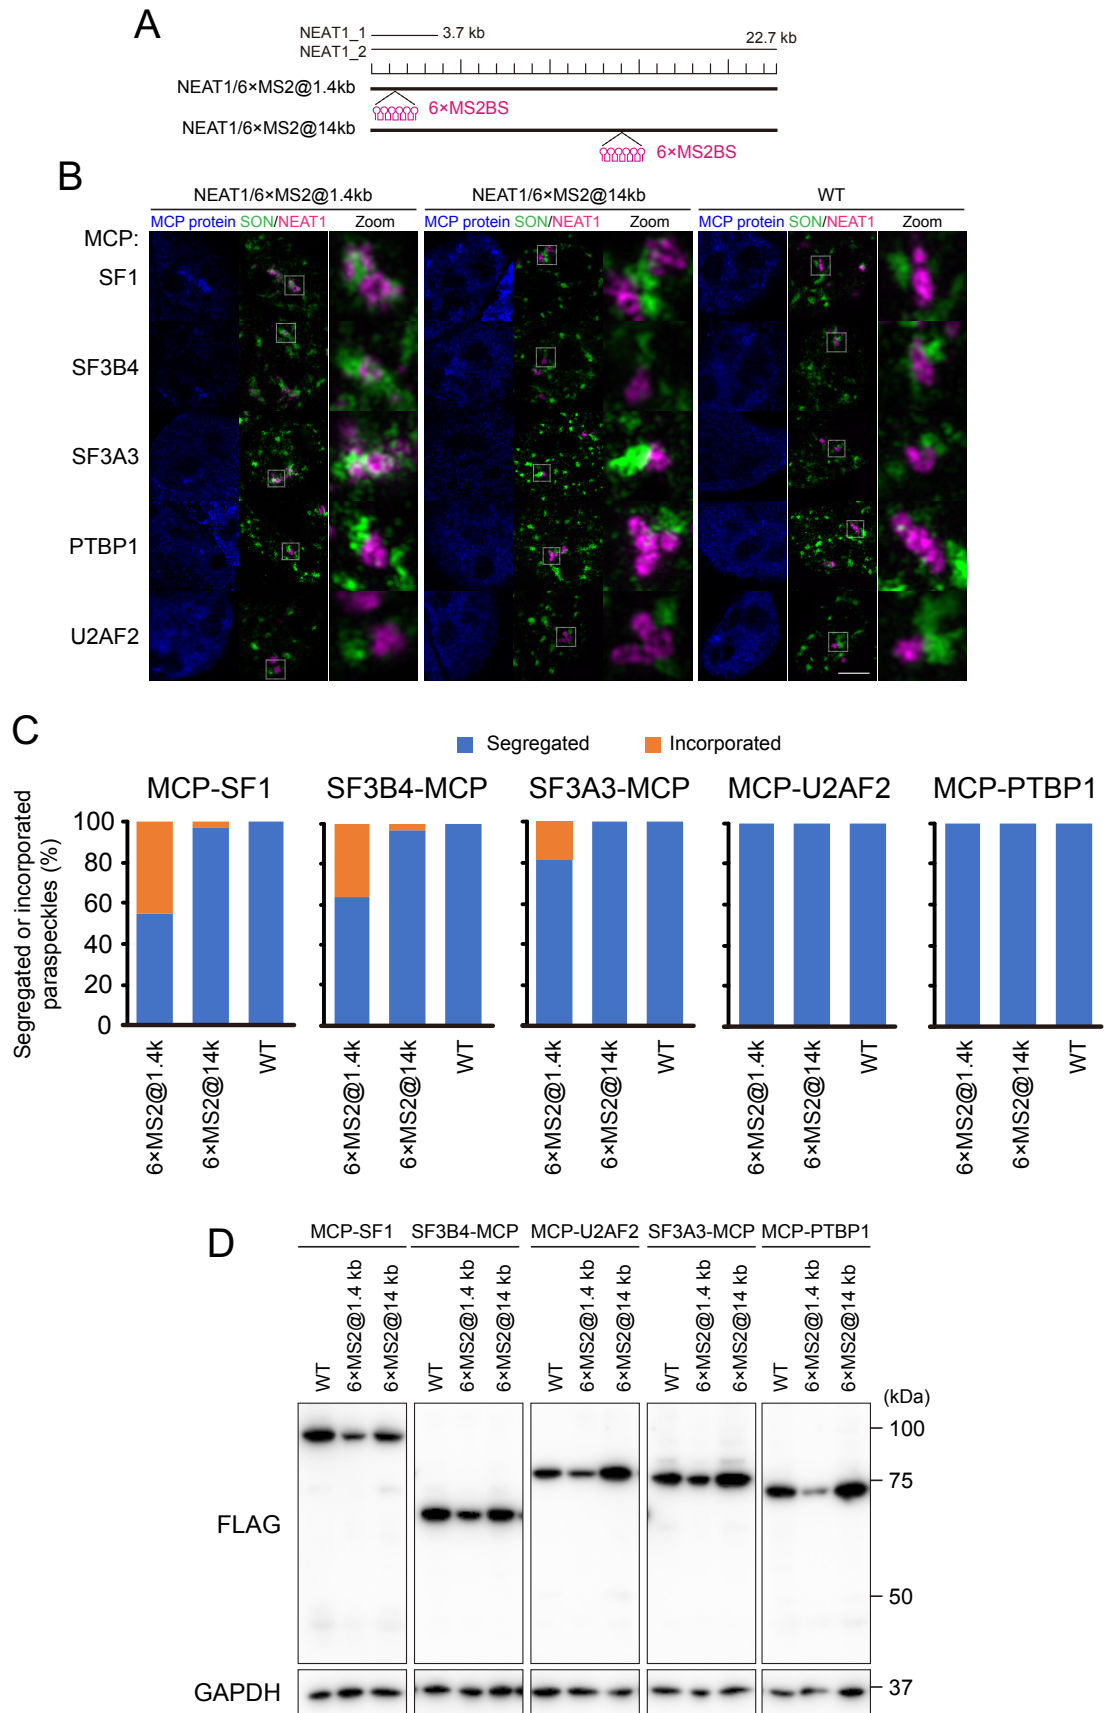 A
NEAT1_1 3.7 kb
NEAT1_2 22.7 kb
NEAT1/6×MS2@1.4kb
6×MS2BS
NEAT1/6×MS2@14kb
6×MS2BS
B
NEAT1/6×MS2@1.4kb NEAT1/6×MS2@14kb WT
MCP protein SON/NEAT1 Zoom MCP protein SON/NEAT1 Zoom MCP protein SON/NEAT1 Zoom
MCP:
SF1
SF3B4
SF3A3
PTBP1
U2AF2
C
Segregated Incorporated
MCP-SF1 SF3B4-MCP SF3A3-MCP MCP-U2AF2 MCP-PTBP1
Segregated or incorporated
paraspeckles (%)
100
80
60
40
20
0
6×MS2@1.4k 6×MS2@14k WT 6×MS2@1.4k 6×MS2@14k WT 6×MS2@1.4k 6×MS2@14k WT 6×MS2@1.4k 6×MS2@14k WT 6×MS2@1.4k 6×MS2@14k WT
D
MCP-SF1 SF3B4-MCP MCP-U2AF2 SF3A3-MCP MCP-PTBP1
WT 6×MS2@1.4 kb 6×MS2@14 kb WT 6×MS2@1.4 kb 6×MS2@14 kb WT 6×MS2@1.4 kb 6×MS2@14 kb WT 6×MS2@1.4 kb 6×MS2@14 kb WT 6×MS2@1.4 kb 6×MS2@14 kb
(kDa)
100
75
FLAG
50
GAPDH 37